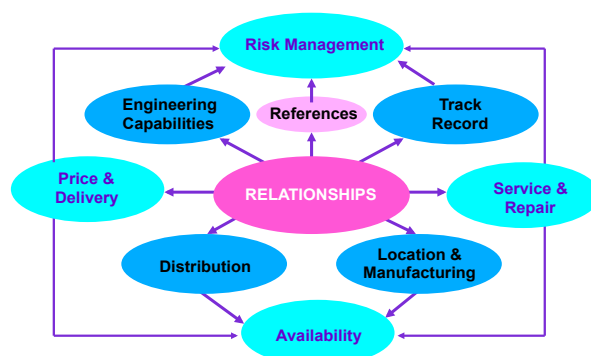 Risk Management
Engineering
Capabilities
References
Track
Record
Price &
Delivery
RELATIONSHIPS
Service &
Repair
Distribution
Location &
Manufacturing
Availability